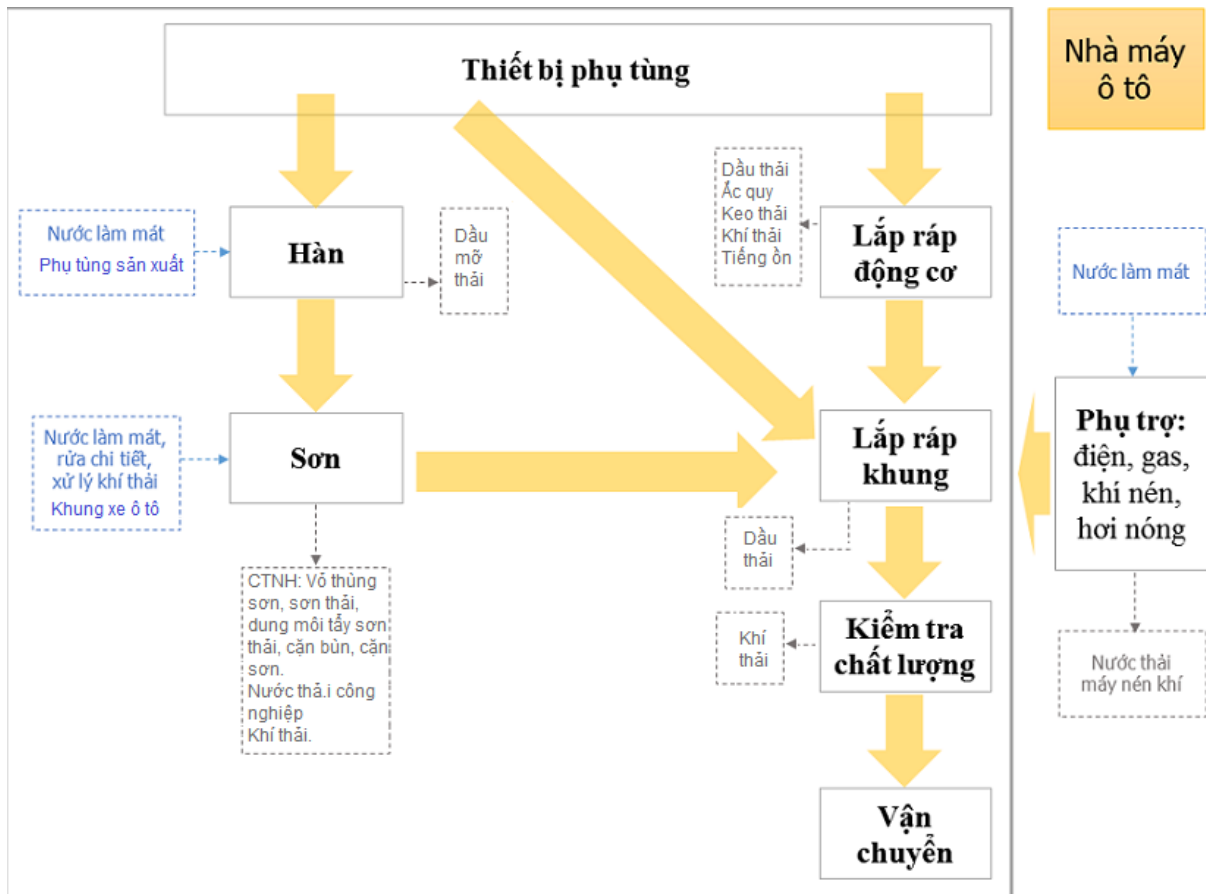 Thiết bị phụ tùng
Nhà máy
ô tô
Nước làm mát
Phụ tùng sản xuất
Hàn
Dầu
mỡ
thải
Dầu thải
Ắc quy
Keo thải
Khí thải
Tiếng ồn
Lắp ráp
động cơ
Nước làm mát
Nước làm mát,
rửa chi tiết,
xử lý khí thải
Khung xe ô tô
Sơn
Lắp ráp
khung
Phụ trợ:
điện, gas,
khí nén,
hơi nóng
Dầu
thải
CTNH: Vỏ thùng
sơn, sơn thải,
dung môi tẩy sơn
thải, cặn bùn, cặn
sơn.
Nước thả.i công
nghiệp
Khí thải.
Khí
thải
Kiểm tra
chất lượng
Nước thải
máy nén khí
Vận
chuyển